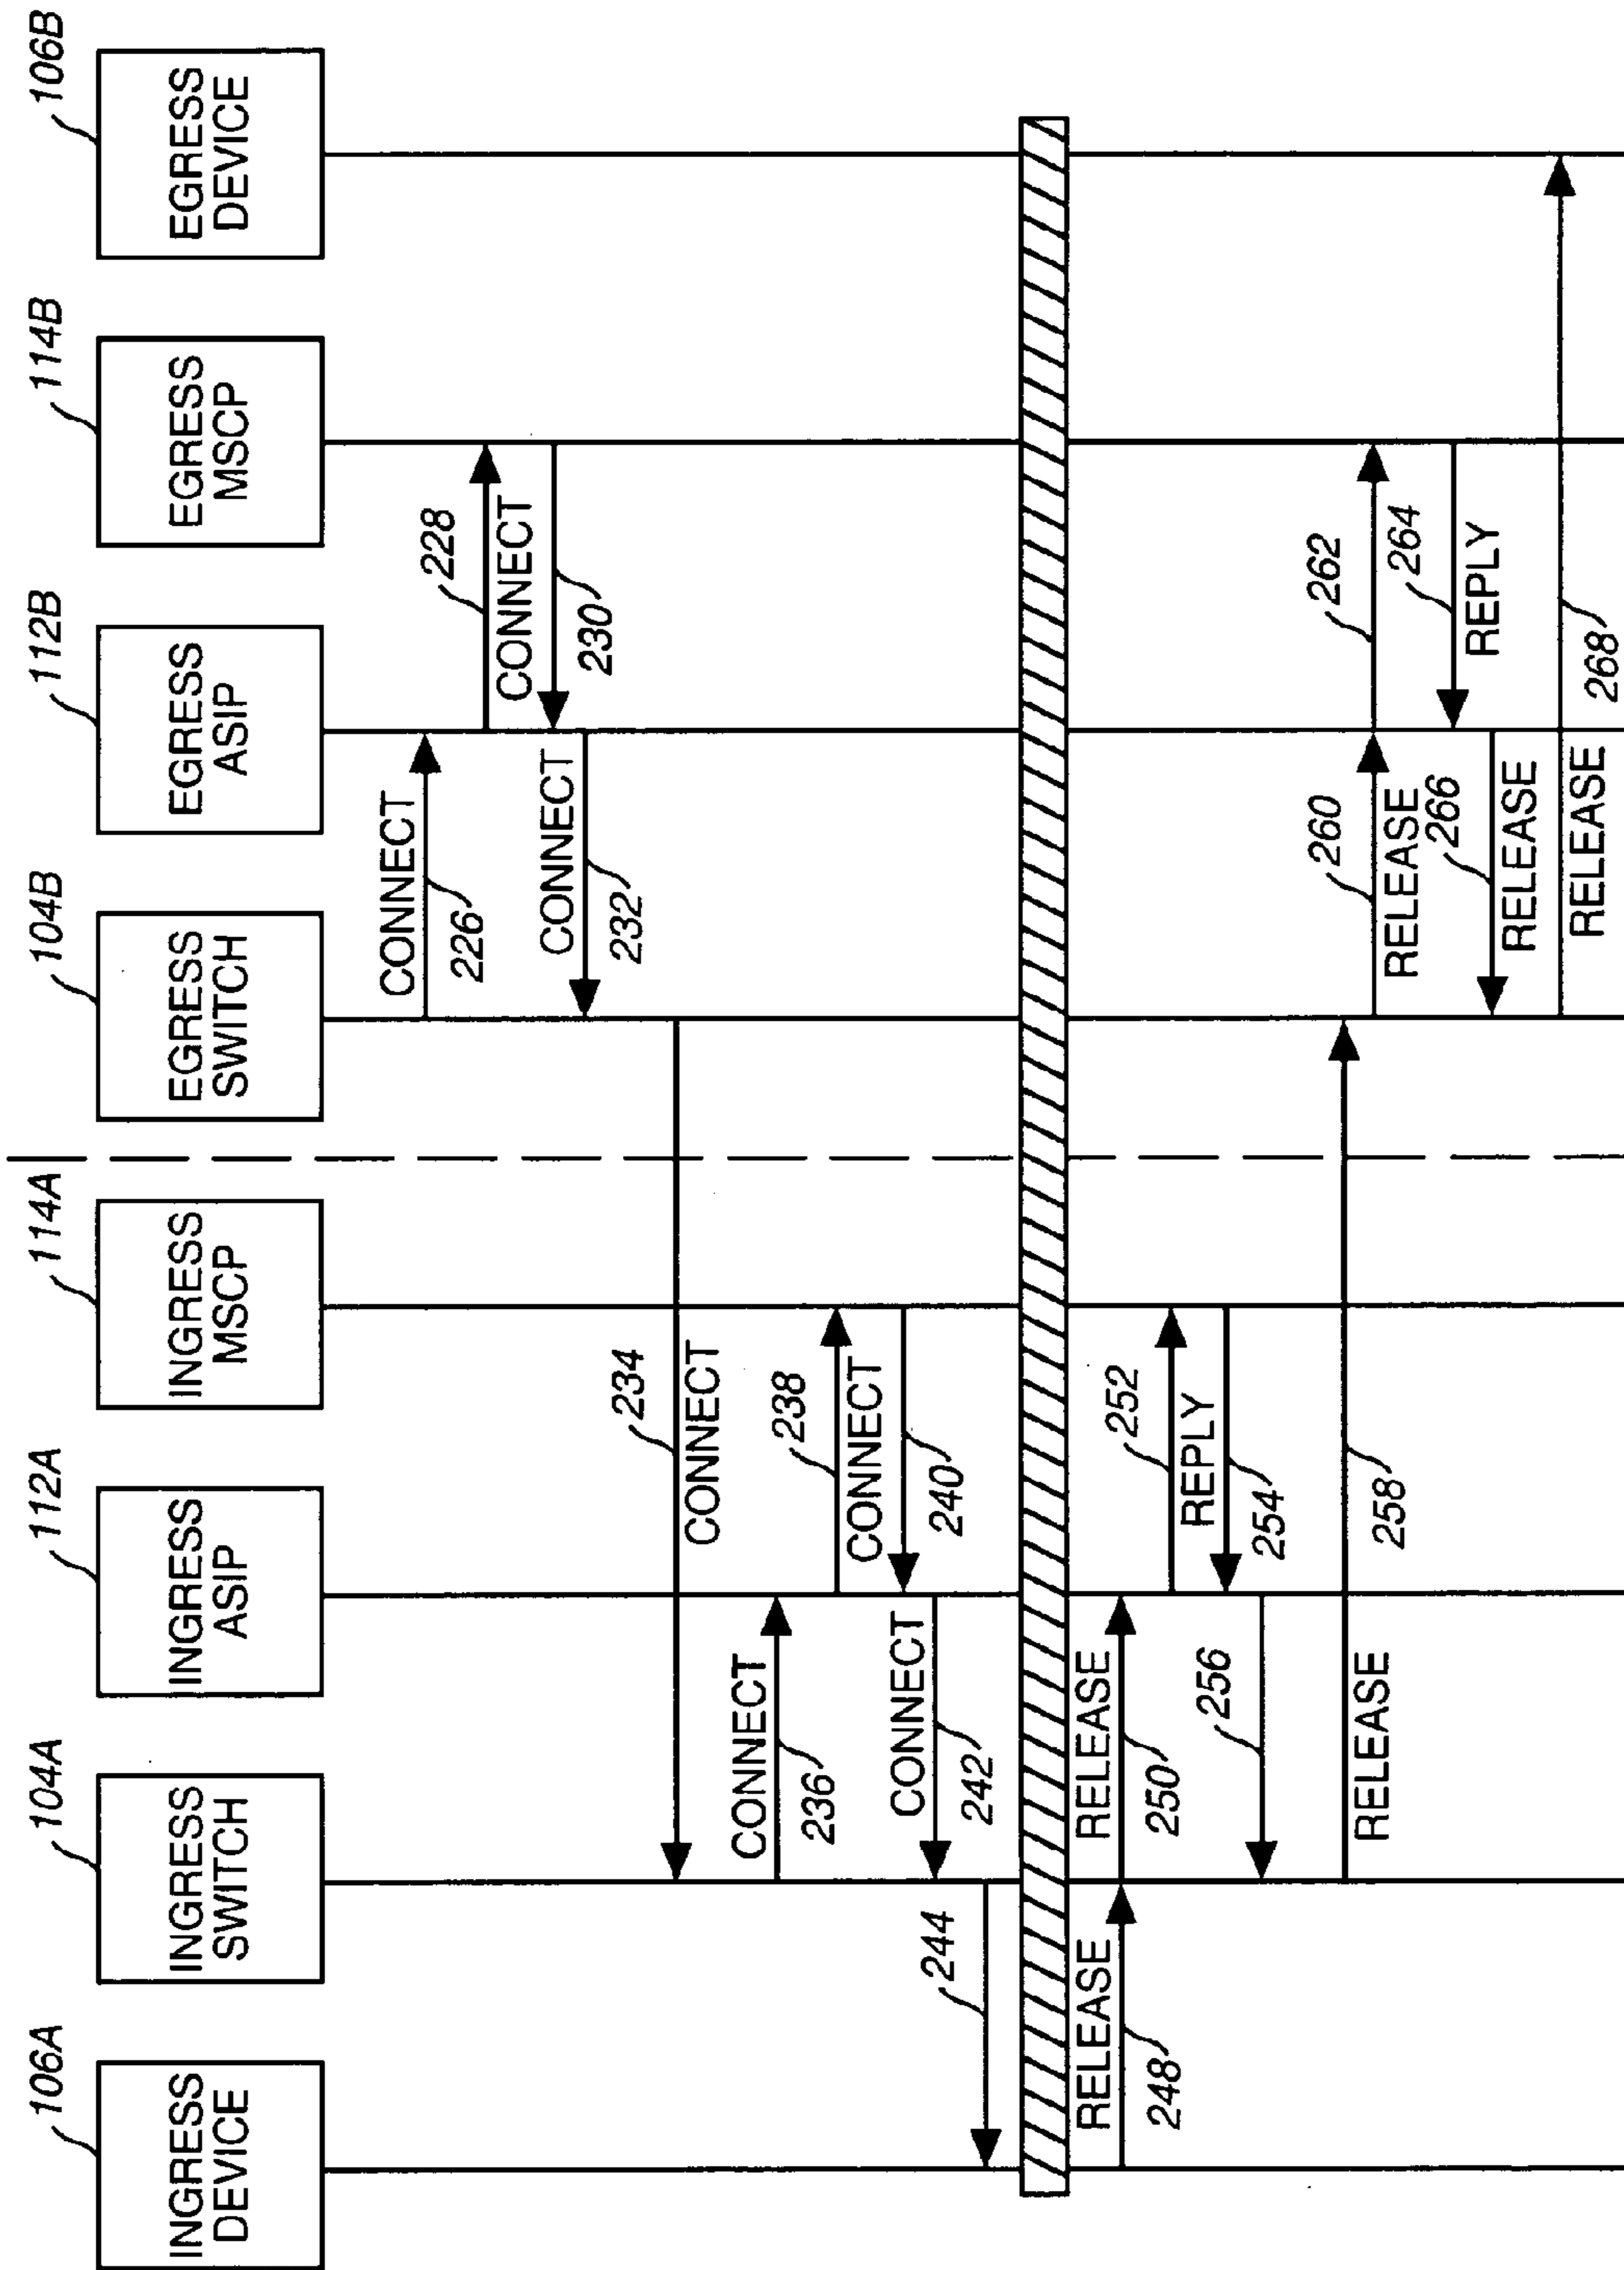 106A
104A
112A
114A
104B
112B
114B
106B
INGRESS
DEVICE
INGRESS
SWITCH
INGRESS
ASIP
INGRESS
MSCP
EGRESS
SWITCH
EGRESS
ASIP
EGRESS
MSCP
EGRESS
DEVICE
CONNECT
226
228
CONNECT
230
CONNECT
232
234
CONNECT
CONNECT
236
238
CONNECT
240
CONNECT
242
244
RELEASE
248
RELEASE
250
252
REPLY
254
256
258
RELEASE
260
RELEASE
262
264
REPLY
266
RELEASE
268
RELEASE